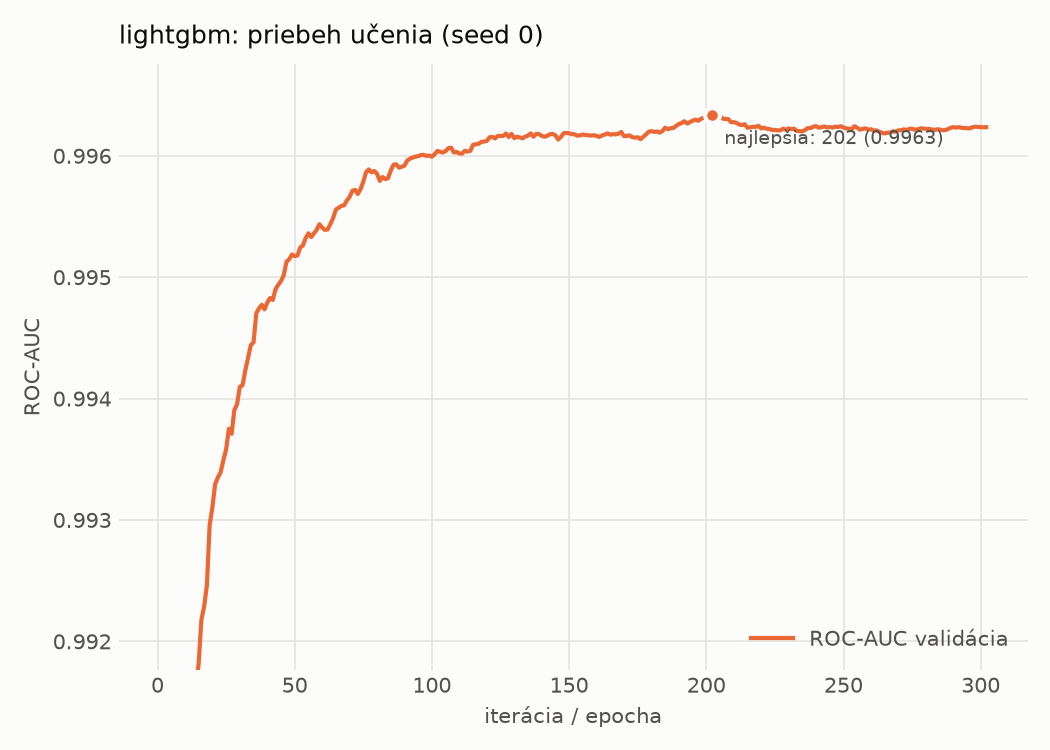 lightgbm: priebeh učenia (seed 0)
najlepšia: 202 (0.9963)
0.996
0.995
0.994
0.993
0.992
ROC-AUC
ROC-AUC validácia
0 50 100 150 200 250 300
iterácia / epocha